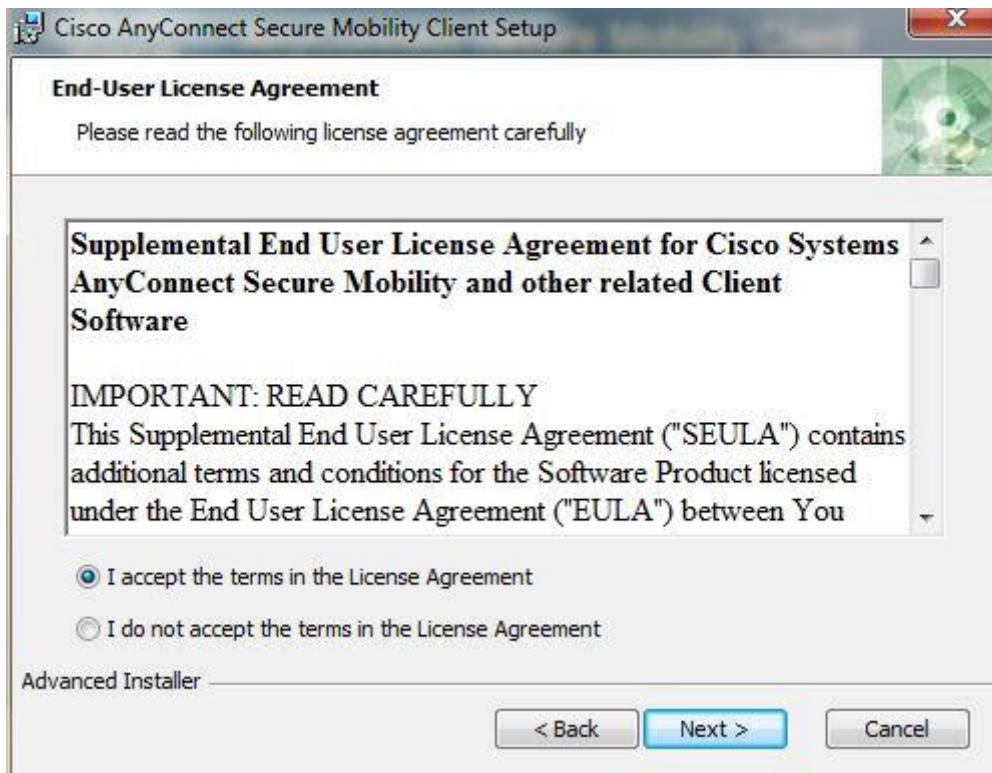 Cisco AnyConnect Secure Mobility Client Setup
End-User License Agreement
Please read the following license agreement carefully
Supplemental End User License Agreement for Cisco Systems
AnyConnect Secure Mobility and other related Client
Software
IMPORTANT: READ CAREFULLY
This Supplemental End User License Agreement ("SEULA") contains
additional terms and conditions for the Software Product licensed
under the End User License Agreement ("EULA") between You
I accept the terms in the License Agreement
I do not accept the terms in the License Agreement
Advanced Installer
< Back Next > Cancel